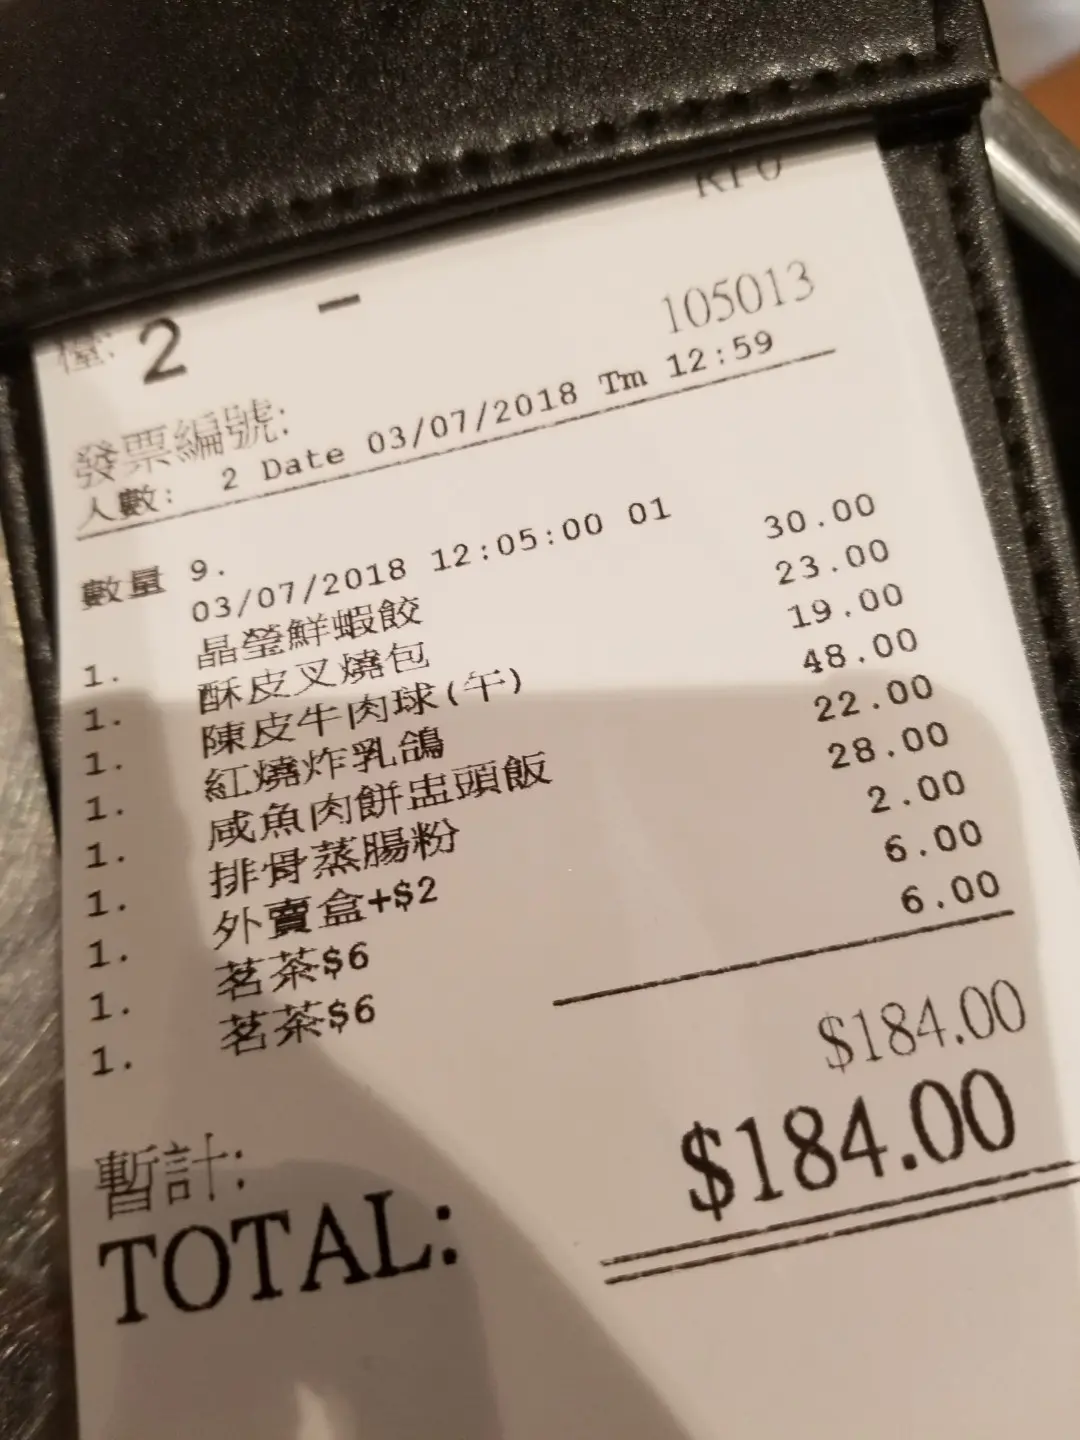 檯: 2 -
發票編號: 105013
人數: 2 Date 03/07/2018 Tm 12:59
數量 9.
03/07/2018 12:05:00 01
1. 晶瑩鮮蝦餃 30.00
1. 酥皮叉燒包 23.00
1. 陳皮牛肉球(午) 19.00
1. 紅燒炸乳鴿 48.00
1. 咸魚肉餅盅頭飯 22.00
1. 排骨蒸腸粉 28.00
1. 外賣盒+$2 2.00
1. 茗茶$6 6.00
1. 茗茶$6 6.00
暫計: $184.00
TOTAL: $184.00